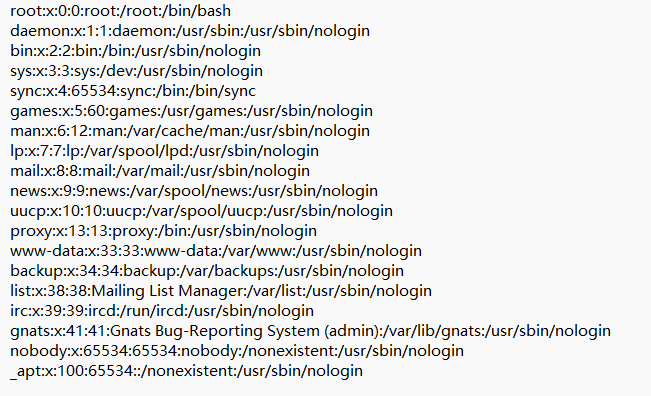 root:x:0:0:root:/root:/bin/bash
daemon:x:1:1:daemon:/usr/sbin:/usr/sbin/nologin
bin:x:2:2:bin:/bin:/usr/sbin/nologin
sys:x:3:3:sys:/dev:/usr/sbin/nologin
sync:x:4:65534:sync:/bin:/bin/sync
games:x:5:60:games:/usr/games:/usr/sbin/nologin
man:x:6:12:man:/var/cache/man:/usr/sbin/nologin
lp:x:7:7:lp:/var/spool/lpd:/usr/sbin/nologin
mail:x:8:8:mail:/var/mail:/usr/sbin/nologin
news:x:9:9:news:/var/spool/news:/usr/sbin/nologin
uucp:x:10:10:uucp:/var/spool/uucp:/usr/sbin/nologin
proxy:x:13:13:proxy:/bin:/usr/sbin/nologin
www-data:x:33:33:www-data:/var/www:/usr/sbin/nologin
backup:x:34:34:backup:/var/backups:/usr/sbin/nologin
list:x:38:38:Mailing List Manager:/var/list:/usr/sbin/nologin
irc:x:39:39:ircd:/run/ircd:/usr/sbin/nologin
gnats:x:41:41:Gnats Bug-Reporting System (admin):/var/lib/gnats:/usr/sbin/nologin
nobody:x:65534:65534:nobody:/nonexistent:/usr/sbin/nologin
_apt:x:100:65534::/nonexistent:/usr/sbin/nologin